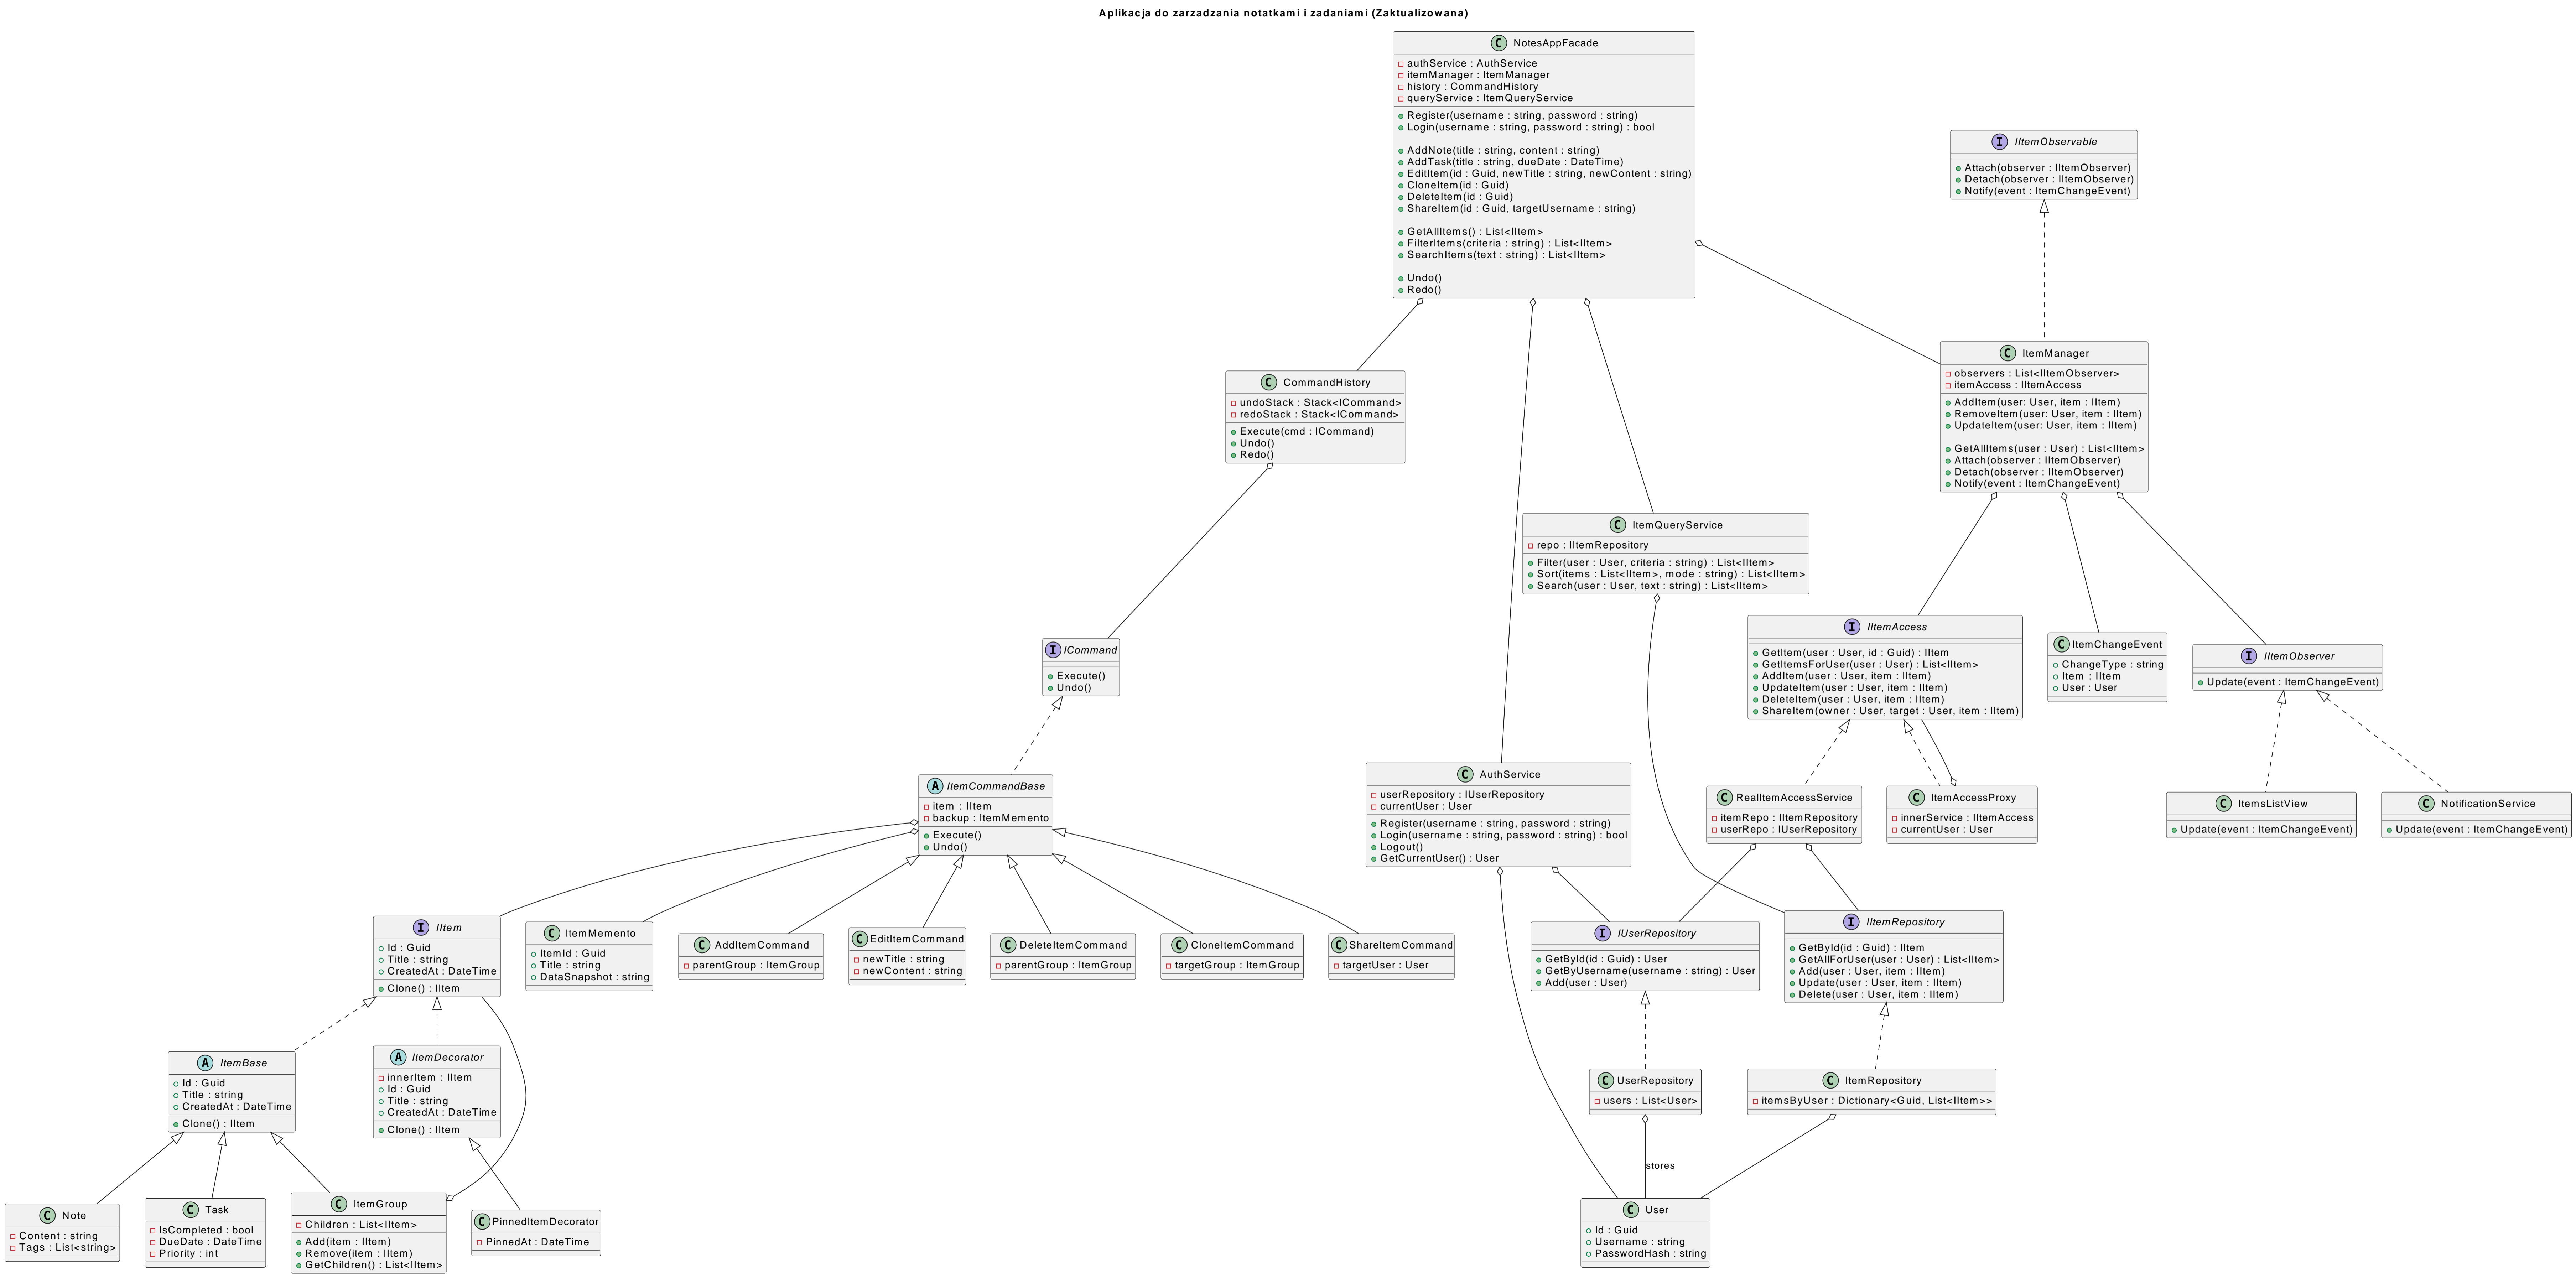 Aplikacja do zarzadzania notatkami i zadaniami (Zaktualizowana)
NotesAppFacade
authService : AuthService
itemManager : ItemManager
history : CommandHistory
queryService : ItemQueryService
Register(username : string, password : string)
Login(username : string, password : string) : bool
AddNote(title : string, content : string)
AddTask(title : string, dueDate : DateTime)
EditItem(id : Guid, newTitle : string, newContent : string)
CloneItem(id : Guid)
DeleteItem(id : Guid)
ShareItem(id : Guid, targetUsername : string)
GetAllItems() : List<IItem>
FilterItems(criteria : string) : List<IItem>
SearchItems(text : string) : List<IItem>
Undo()
Redo()
IItemObservable
Attach(observer : IItemObserver)
Detach(observer : IItemObserver)
Notify(event : ItemChangeEvent)
ItemManager
observers : List<IItemObserver>
itemAccess : IItemAccess
AddItem(user: User, item : IItem)
RemoveItem(user: User, item : IItem)
UpdateItem(user: User, item : IItem)
GetAllItems(user : User) : List<IItem>
Attach(observer : IItemObserver)
Detach(observer : IItemObserver)
Notify(event : ItemChangeEvent)
CommandHistory
undoStack : Stack<ICommand>
redoStack : Stack<ICommand>
Execute(cmd : ICommand)
Undo()
Redo()
ItemQueryService
repo : IItemRepository
Filter(user : User, criteria : string) : List<IItem>
Sort(items : List<IItem>, mode : string) : List<IItem>
Search(user : User, text : string) : List<IItem>
ICommand
Execute()
Undo()
IItemAccess
GetItem(user : User, id : Guid) : IItem
GetItemsForUser(user : User) : List<IItem>
AddItem(user : User, item : IItem)
UpdateItem(user : User, item : IItem)
DeleteItem(user : User, item : IItem)
ShareItem(owner : User, target : User, item : IItem)
ItemChangeEvent
ChangeType : string
Item : IItem
User : User
IItemObserver
Update(event : ItemChangeEvent)
ItemCommandBase
item : IItem
backup : ItemMemento
Execute()
Undo()
AuthService
userRepository : IUserRepository
currentUser : User
Register(username : string, password : string)
Login(username : string, password : string) : bool
Logout()
GetCurrentUser() : User
RealItemAccessService
itemRepo : IItemRepository
userRepo : IUserRepository
ItemAccessProxy
innerService : IItemAccess
currentUser : User
ItemsListView
Update(event : ItemChangeEvent)
NotificationService
Update(event : ItemChangeEvent)
IItem
Id : Guid
Title : string
CreatedAt : DateTime
Clone() : IItem
ItemMemento
ItemId : Guid
Title : string
DataSnapshot : string
AddItemCommand
parentGroup : ItemGroup
EditItemCommand
newTitle : string
newContent : string
DeleteItemCommand
parentGroup : ItemGroup
CloneItemCommand
targetGroup : ItemGroup
ShareItemCommand
targetUser : User
IUserRepository
GetById(id : Guid) : User
GetByUsername(username : string) : User
Add(user : User)
IItemRepository
GetById(id : Guid) : IItem
GetAllForUser(user : User) : List<IItem>
Add(user : User, item : IItem)
Update(user : User, item : IItem)
Delete(user : User, item : IItem)
ItemBase
Id : Guid
Title : string
CreatedAt : DateTime
Clone() : IItem
ItemDecorator
innerItem : IItem
Id : Guid
Title : string
CreatedAt : DateTime
Clone() : IItem
UserRepository
users : List<User>
ItemRepository
itemsByUser : Dictionary<Guid, List<IItem>>
stores
Note
Content : string
Tags : List<string>
Task
IsCompleted : bool
DueDate : DateTime
Priority : int
ItemGroup
Children : List<IItem>
Add(item : IItem)
Remove(item : IItem)
GetChildren() : List<IItem>
PinnedItemDecorator
PinnedAt : DateTime
User
Id : Guid
Username : string
PasswordHash : string